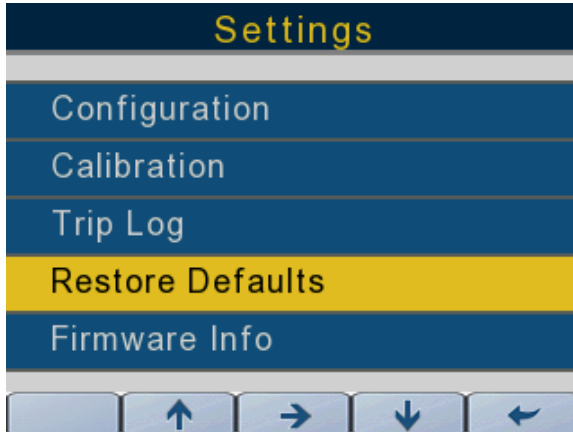 Settings
Configuration
Calibration
Trip Log
Restore Defaults
Firmware Info